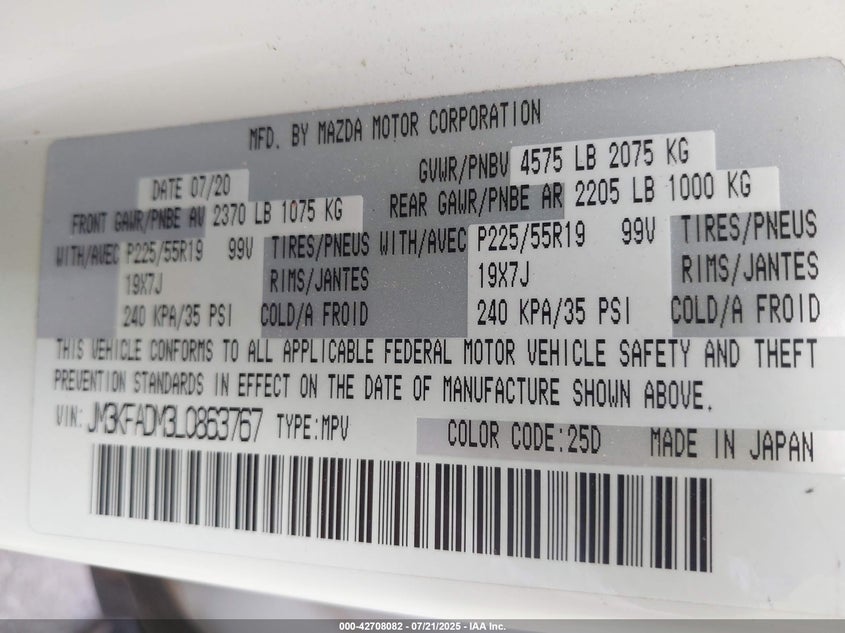 MFD. BY MAZDA MOTOR CORPORATION
DATE 07/20 GVWR/PNBV 4575 LB 2075 KG
FRONT GAWR/PNBE AV 2370 LB 1075 KG REAR GAWR/PNBE AR 2205 LB 1000 KG
WITH/AVEC P225/55R19 99V TIRES/PNEUS WITH/AVEC P225/55R19 99V TIRES/PNEUS
19X7J RIMS/JANTES 19X7J RIMS/JANTES
240 KPA/35 PSI COLD/A FROID 240 KPA/35 PSI COLD/A FROID
THIS VEHICLE CONFORMS TO ALL APPLICABLE FEDERAL MOTOR VEHICLE SAFETY AND THEFT
PREVENTION STANDARDS IN EFFECT ON THE DATE OF MANUFACTURE SHOWN ABOVE.
VIN: JM3KFADM3L0863767 TYPE:MPV COLOR CODE:25D MADE IN JAPAN
000-42708082 - 07/21/2025 - IAA Inc.